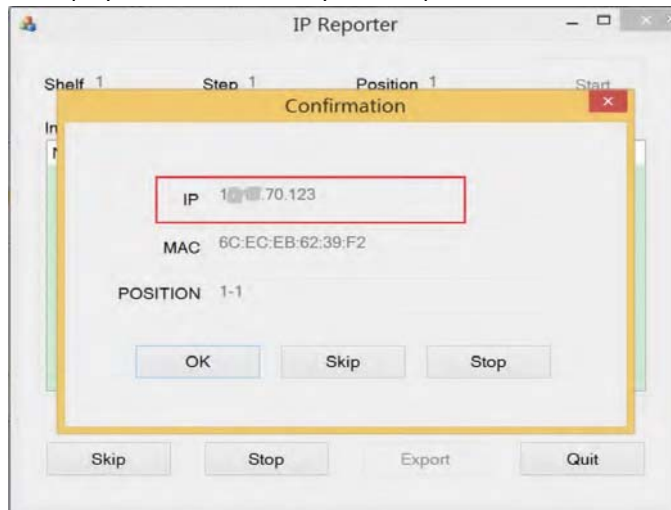 IP Reporter
Shelf 1 Step 1 Position 1 Start
Confirmation
IP .70.123
MAC 6C:EC:EB:62:39:F2
POSITION 1-1
OK Skip Stop
Skip Stop Export Quit